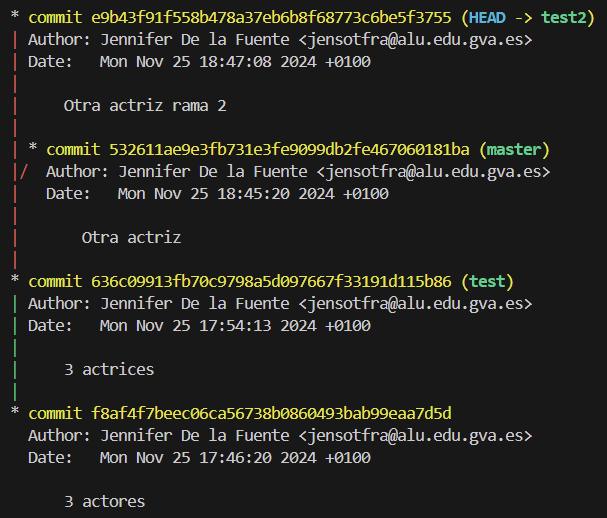 * commit e9b43f91f558b478a37eb6b8f68773c6be5f3755 (HEAD -> test2)
| Author: Jennifer De la Fuente <jensotfra@alu.edu.gva.es>
| Date:   Mon Nov 25 18:47:08 2024 +0100
|
|     Otra actriz rama 2
|
| * commit 532611ae9e3fb731e3fe9099db2fe467060181ba (master)
|/  Author: Jennifer De la Fuente <jensotfra@alu.edu.gva.es>
|   Date:   Mon Nov 25 18:45:20 2024 +0100
|
|       Otra actriz
|
* commit 636c09913fb70c9798a5d097667f33191d115b86 (test)
| Author: Jennifer De la Fuente <jensotfra@alu.edu.gva.es>
| Date:   Mon Nov 25 17:54:13 2024 +0100
|
|     3 actrices
|
* commit f8af4f7beec06ca56738b0860493bab99eaa7d5d
  Author: Jennifer De la Fuente <jensotfra@alu.edu.gva.es>
  Date:   Mon Nov 25 17:46:20 2024 +0100

      3 actores